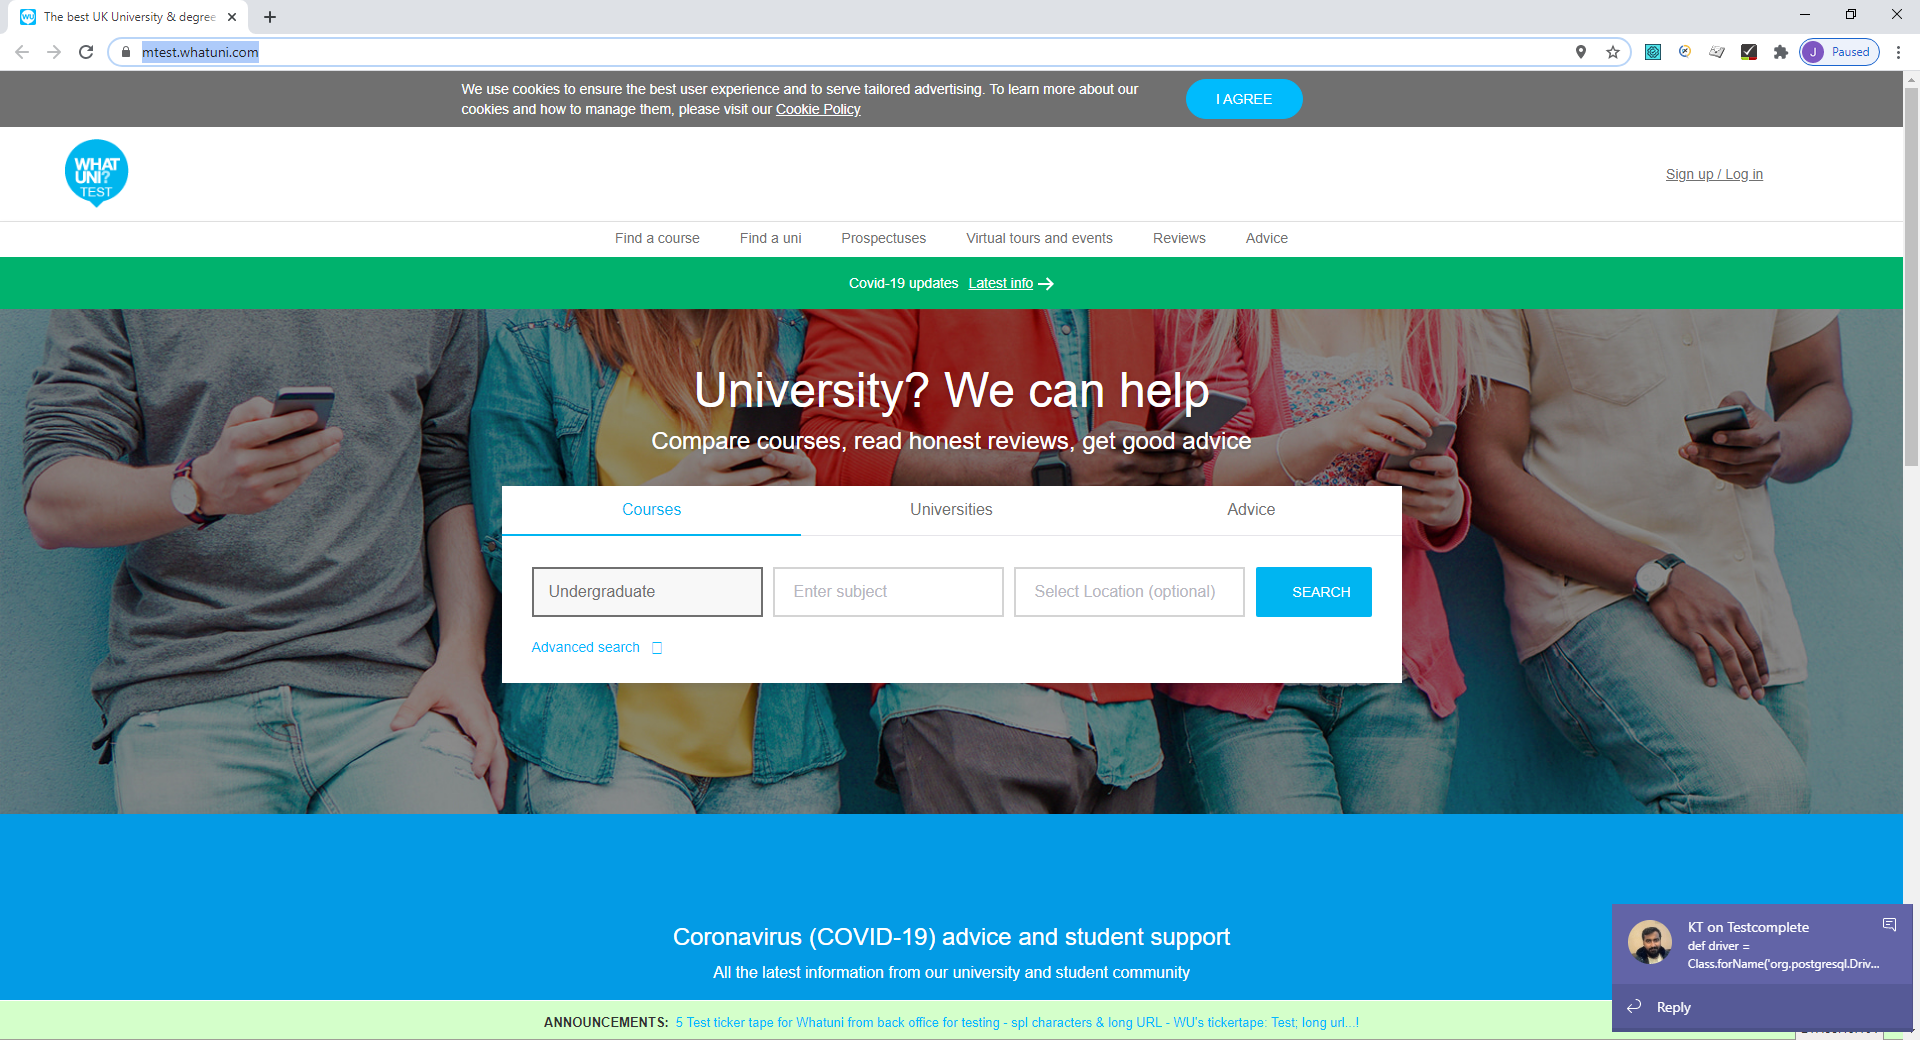 The best UK University & degree
mtest.whatuni.com
J Paused
We use cookies to ensure the best user experience and to serve tailored advertising. To learn more about our
cookies and how to manage them, please visit our Cookie Policy
I AGREE
WHAT
UNI?
TEST
Sign up / Log in
Find a course Find a uni Prospectuses Virtual tours and events Reviews Advice
Covid-19 updates Latest info
University? We can help
Compare courses, read honest reviews, get good advice
Courses Universities Advice
Undergraduate Enter subject Select Location (optional) SEARCH
Advanced search
Coronavirus (COVID-19) advice and student support
All the latest information from our university and student community
KT on Testcomplete
def driver =
Class.forName('org.postgresql.Driv...
Reply
ANNOUNCEMENTS: 5 Test ticker tape for Whatuni from back office for testing - spl characters & long URL - WU's tickertape: Test; long url...!